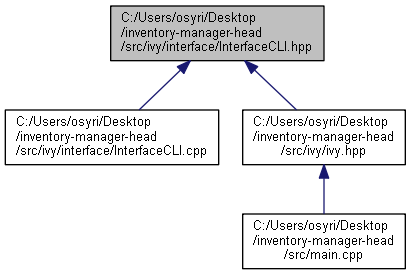 C:/Users/osyri/Desktop
/inventory-manager-head
/src/ivy/interface/InterfaceCLI.hpp
C:/Users/osyri/Desktop
/inventory-manager-head
/src/ivy/interface/InterfaceCLI.cpp
C:/Users/osyri/Desktop
/inventory-manager-head
/src/ivy/ivy.hpp
C:/Users/osyri/Desktop
/inventory-manager-head
/src/main.cpp